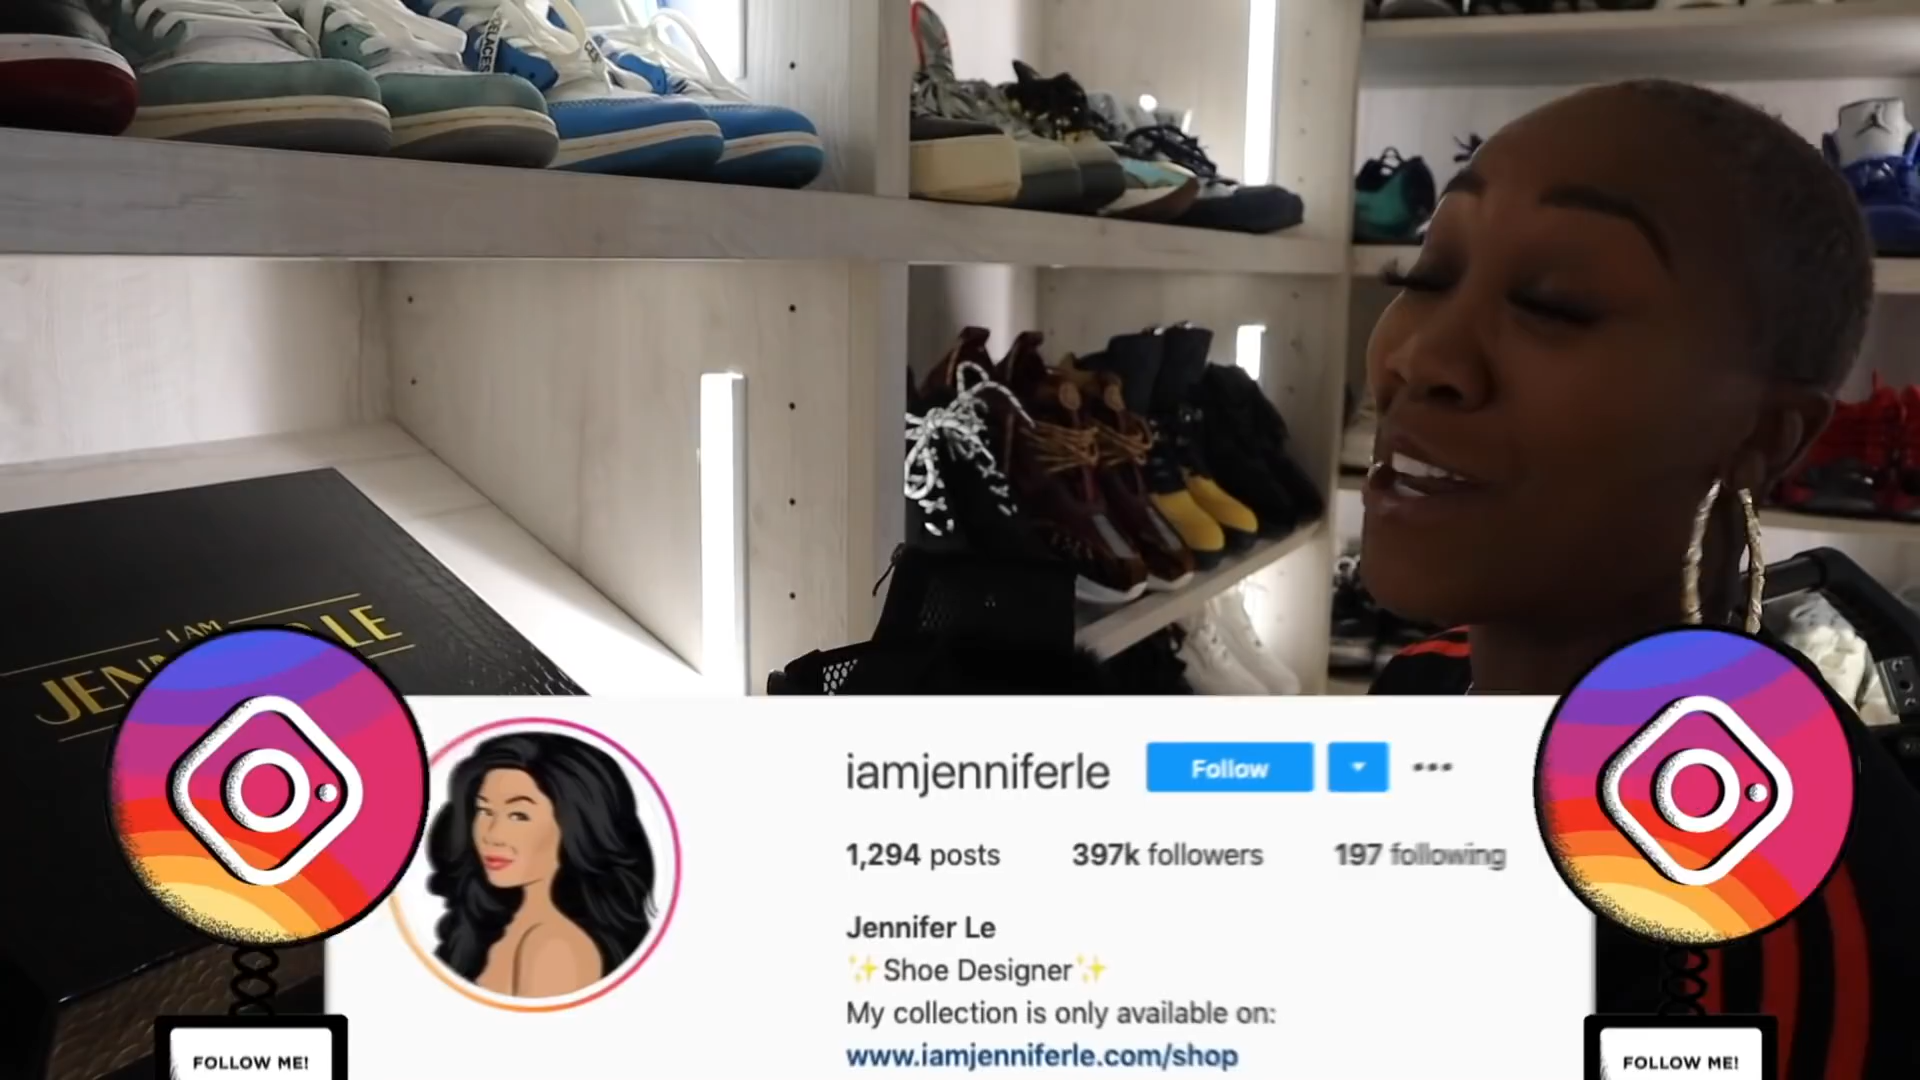 I AM
iamjenniferle
Follow
1,294 posts
397k followers
197 following
Jennifer Le
✨Shoe Designer✨
My collection is only available on:
www.iamjenniferle.com/shop
FOLLOW ME!
FOLLOW ME!